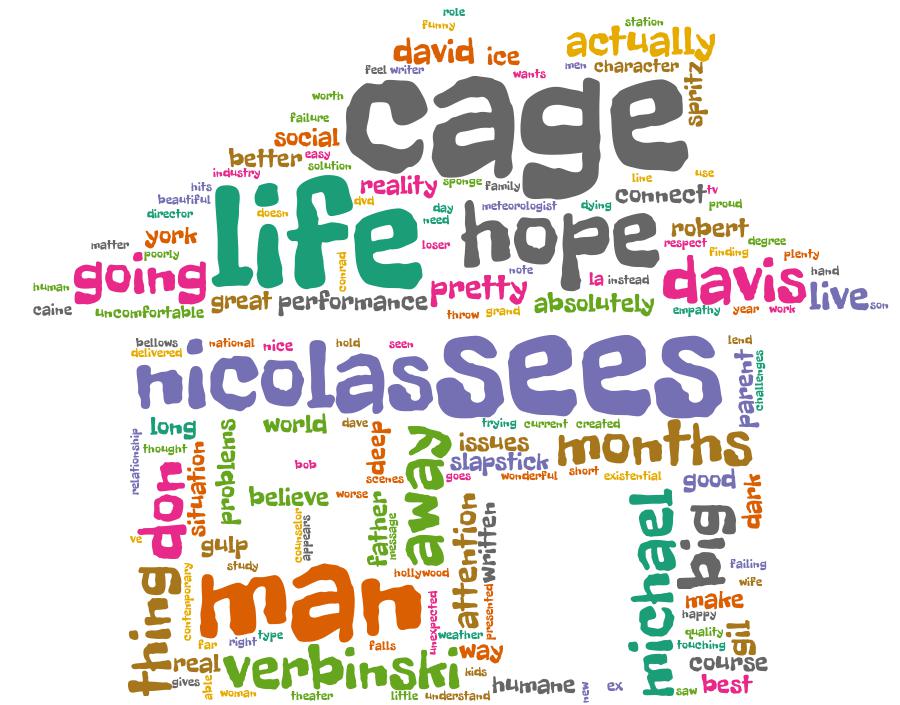 role
funny
station
david ice
actually
feel writer
men character
wants
spritz
worth
cage
failure
social
better easy
solution
industry
hits
reality
sponge family
line
use
beautiful
dvd
connect tv
life
doesn
day
meteorologist
dying
proud
director
need
hope
york
robert
matter
loser
respect
degree
poorly
finding
plenty
conrad
going
note
davis
hand
human
pretty
la instead
live
son
great performance
absolutely
caine
uncomfortable
throw grand
empathy year work
bellows
national nice
hold
seen
lend
delivered
nicolas sees
parent
challenges
long
world
dave
trying current created
relationship
thought
situation
problems
deep
away
issues
months
slapstick
bob
scenes
goes
wonderful
short
existential
good
don
believe
worse
dark
father
message
attention
written
michael
big
counselor
appears
ve
gulp
study
hollywood
failing
thing
contemporary
man
unexpected
presented
wife
make
happy
far right type
falls
weather
way
quality
gil
touching
real
verbinski
kids
course
gives
able
woman
theater
little understand
humane
new
ex
saw best